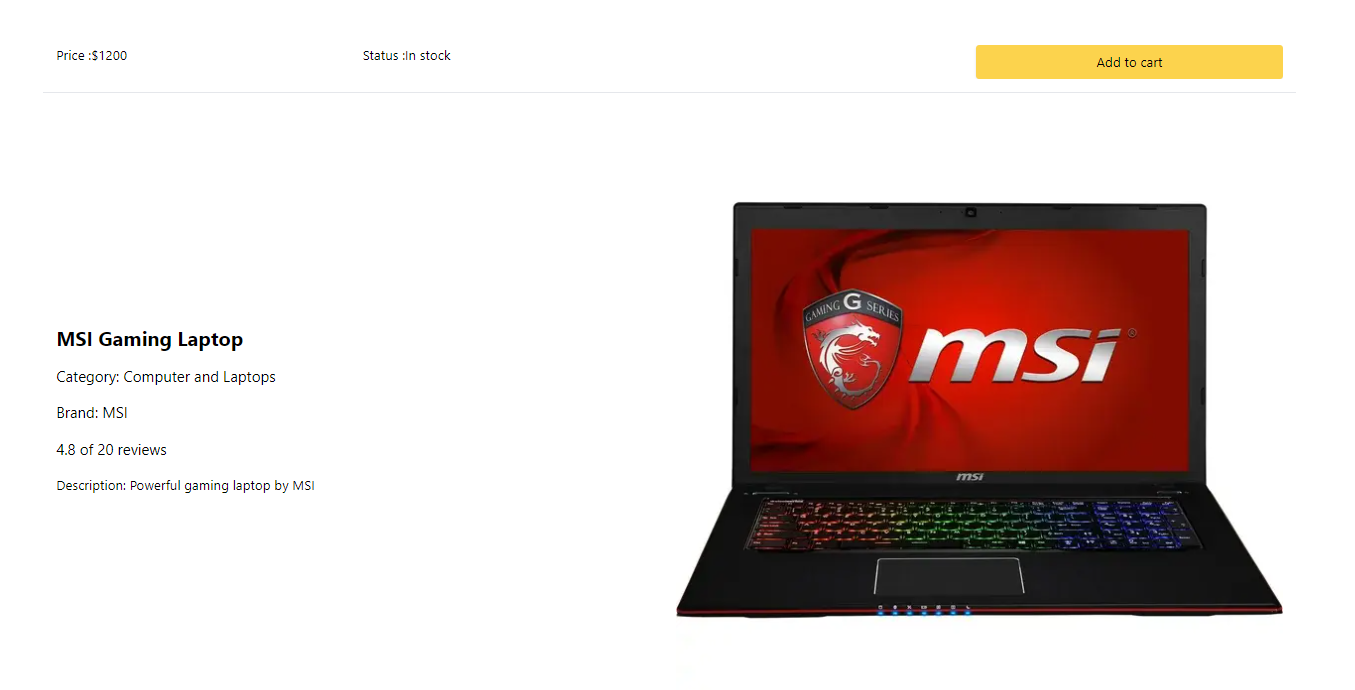 Price :$1200
Status :In stock
Add to cart
MSI Gaming Laptop
Category: Computer and Laptops
Brand: MSI
4.8 of 20 reviews
Description: Powerful gaming laptop by MSI
GAMING G SERIES
msi
msi